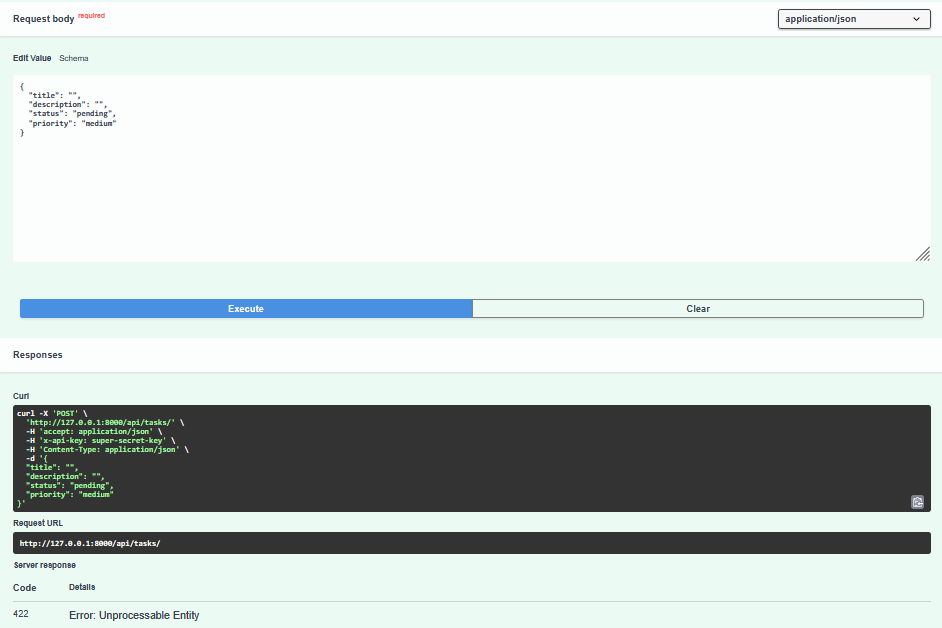 Request body required
application/json
Edit Value Schema
{
"title": "",
"description": "",
"status": "pending",
"priority": "medium"
}
Execute
Clear
Responses
Curl
curl -X 'POST' \
'http://127.0.0.1:8000/api/tasks/' \
-H 'accept: application/json' \
-H 'x-api-key: super-secret-key' \
-H 'Content-Type: application/json' \
-d '{
"title": "",
"description": "",
"status": "pending",
"priority": "medium"
}'
Request URL
http://127.0.0.1:8000/api/tasks/
Server response
Code Details
422 Error: Unprocessable Entity